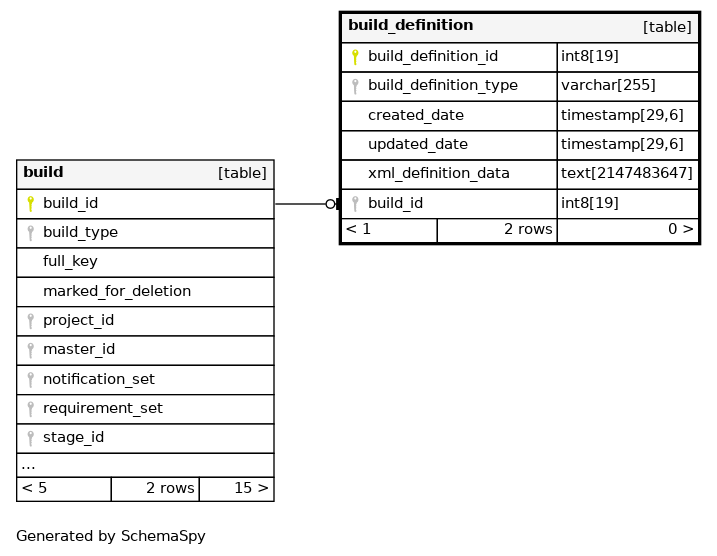 build_definition [table]
build_definition_id int8[19]
build_definition_type varchar[255]
created_date timestamp[29,6]
updated_date timestamp[29,6]
xml_definition_data text[2147483647]
build_id int8[19]
< 1 2 rows 0 >
build [table]
build_id
build_type
full_key
marked_for_deletion
project_id
master_id
notification_set
requirement_set
stage_id
...
< 5 2 rows 15 >
Generated by SchemaSpy